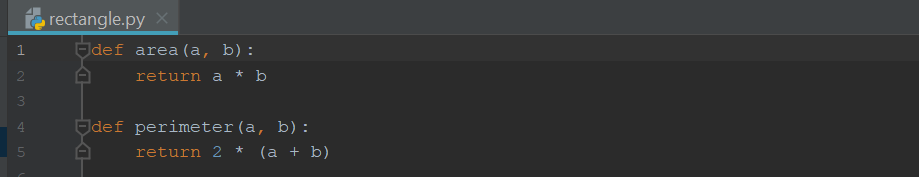 rectangle.py
1 def area(a, b):
2     return a * b
3
4 def perimeter(a, b):
5     return 2 * (a + b)